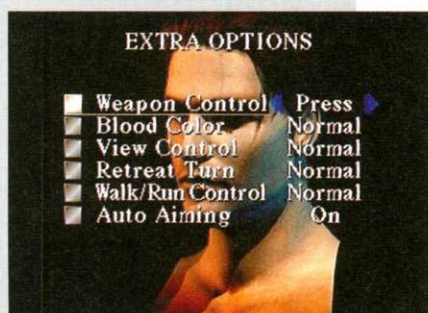 EXTRA OPTIONS
Weapon Control Press
Blood Color Normal
View Control Normal
Retreat Turn Normal
Walk/Run Control Normal
Auto Aiming On